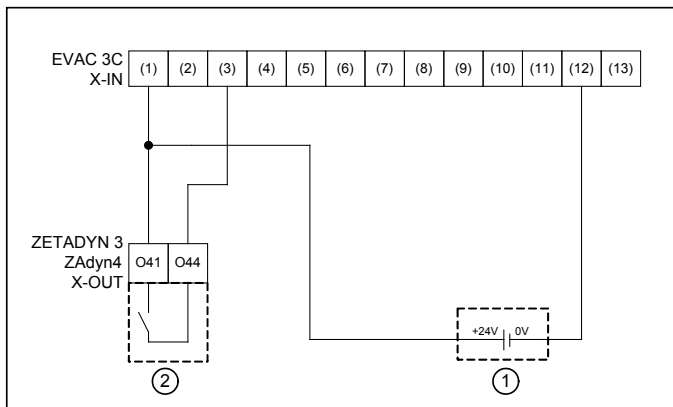 EVAC 3C
X-IN
(1) (2) (3) (4) (5) (6) (7) (8) (9) (10) (11) (12) (13)
ZETADYN 3
ZAdyn4
X-OUT
O41 O44
+24V 0V
2
1